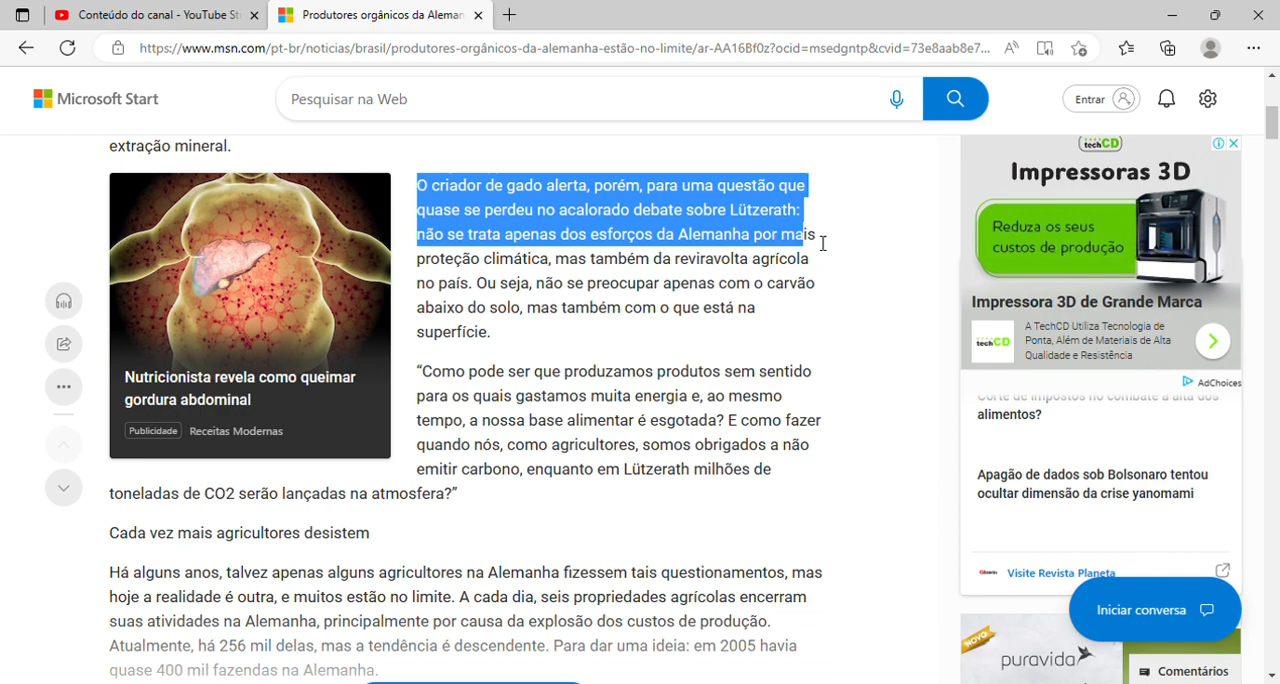 Conteúdo do canal - YouTube St
Produtores orgânicos da Aleman
https://www.msn.com/pt-br/noticias/brasil/produtores-orgânicos-da-alemanha-estão-no-limite/ar-AA16Bf0z?ocid=msedgntp&cvid=73e8aab8e7...
Microsoft Start
Pesquisar na Web
Entrar
extração mineral.
O criador de gado alerta, porém, para uma questão que
quase se perdeu no acalorado debate sobre Lützerath:
não se trata apenas dos esforços da Alemanha por mais
proteção climática, mas também da reviravolta agrícola
no país. Ou seja, não se preocupar apenas com o carvão
abaixo do solo, mas também com o que está na
superfície.
Nutricionista revela como queimar
gordura abdominal
Publicidade
Receitas Modernas
“Como pode ser que produzamos produtos sem sentido
para os quais gastamos muita energia e, ao mesmo
tempo, a nossa base alimentar é esgotada? E como fazer
quando nós, como agricultores, somos obrigados a não
emitir carbono, enquanto em Lützerath milhões de
toneladas de CO2 serão lançadas na atmosfera?”
Cada vez mais agricultores desistem
Há alguns anos, talvez apenas alguns agricultores na Alemanha fizessem tais questionamentos, mas
hoje a realidade é outra, e muitos estão no limite. A cada dia, seis propriedades agrícolas encerram
suas atividades na Alemanha, principalmente por causa da explosão dos custos de produção.
Atualmente, há 256 mil delas, mas a tendência é descendente. Para dar uma ideia: em 2005 havia
quase 400 mil fazendas na Alemanha.
techCD
Impressoras 3D
Reduza os seus
custos de produção
Impressora 3D de Grande Marca
techCD
A TechCD Utiliza Tecnologia de
Ponta, Além de Materiais de Alta
Qualidade e Resistência
AdChoices
Corte de impostos no combate à alta dos
alimentos?
Apagão de dados sob Bolsonaro tentou
ocultar dimensão da crise yanomami
Visite Revista Planeta
Iniciar conversa
NOVO
puravida
Comentários